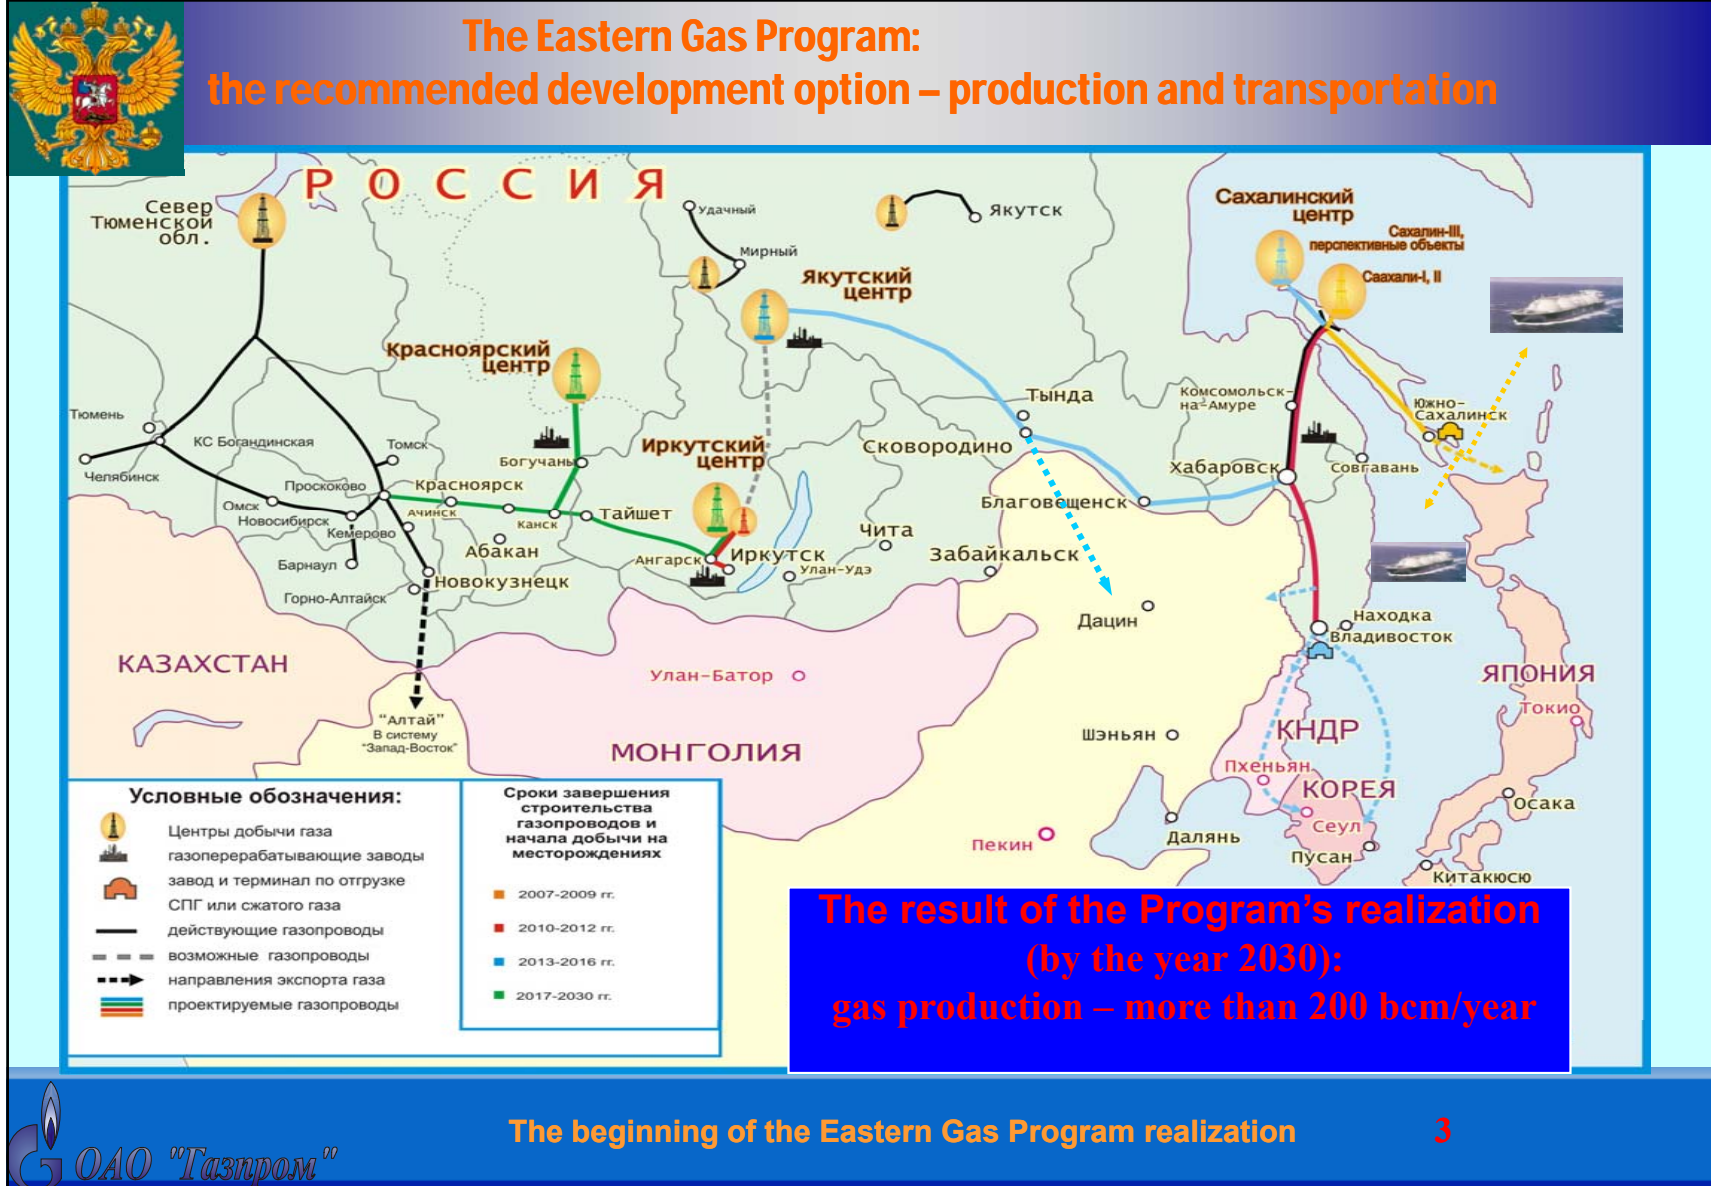 The Eastern Gas Program:
the recommended development option – production and transportation
РОССИЯ
Север
Тюменской
обл.
Удачный
Мирный
Якутск
Якутский
центр
Сахалинский
центр
Сахалин-III,
перспективные объекты
Саахали-I, II
Красноярский
центр
Иркутский
центр
Тында
Сковородино
Комсомольск-
на-Амуре
Южно-
Сахалинск
Хабаровск
Совгавань
Благовещенск
Тюмень
КС Богандинская
Челябинск
Томск
Проскоково
Омск
Новосибирск
Кемерово
Красноярск
Ачинск
Богучаны
Канск
Тайшет
Абакан
Ангарск
Иркутск
Улан-Удэ
Чита
Забайкальск
Барнаул
Новокузнецк
Горно-Алтайск
Дацин
Находка
Владивосток
КАЗАХСТАН
Улан-Батор
МОНГОЛИЯ
"Алтай"
В систему
"Запад-Восток"
Шэньян
КНДР
Пхеньян
КОРЕЯ
Сеул
Пусан
Далянь
Пекин
ЯПОНИЯ
Токио
Осака
Китакюсю
Условные обозначения:
Центры добычи газа
газоперерабатывающие заводы
завод и терминал по отгрузке
СПГ или сжатого газа
действующие газопроводы
возможные газопроводы
направления экспорта газа
проектируемые газопроводы
Сроки завершения
строительства
газопроводов и
начала добычи на
месторождениях
2007-2009 гг.
2010-2012 гг.
2013-2016 гг.
2017-2030 гг.
The result of the Program's realization
(by the year 2030):
gas production – more than 200 bcm/year
ОАО "Газпром"
The beginning of the Eastern Gas Program realization
3